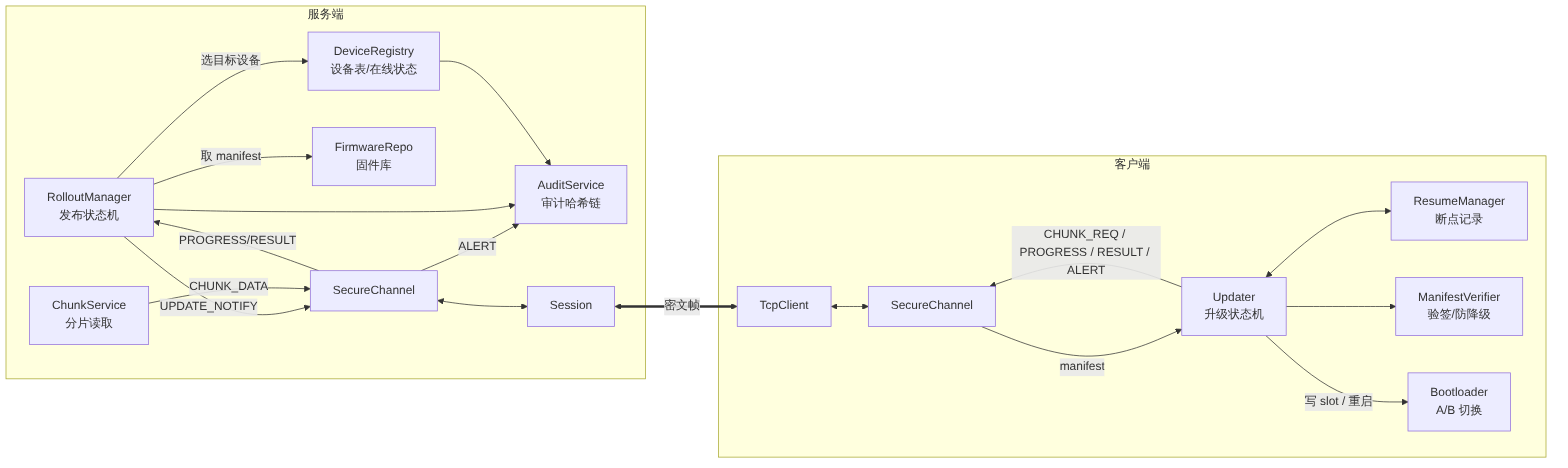 服务端
DeviceRegistry
设备表/在线状态
选目标设备
FirmwareRepo
固件库
取 manifest
RolloutManager
发布状态机
AuditService
审计哈希链
PROGRESS/RESULT
ALERT
ChunkService
分片读取
CHUNK_DATA
UPDATE_NOTIFY
SecureChannel
Session
密文帧
客户端
TcpClient
SecureChannel
CHUNK_REQ /
PROGRESS / RESULT /
ALERT
manifest
Updater
升级状态机
ResumeManager
断点记录
ManifestVerifier
验签/防降级
写 slot / 重启
Bootloader
A/B 切换